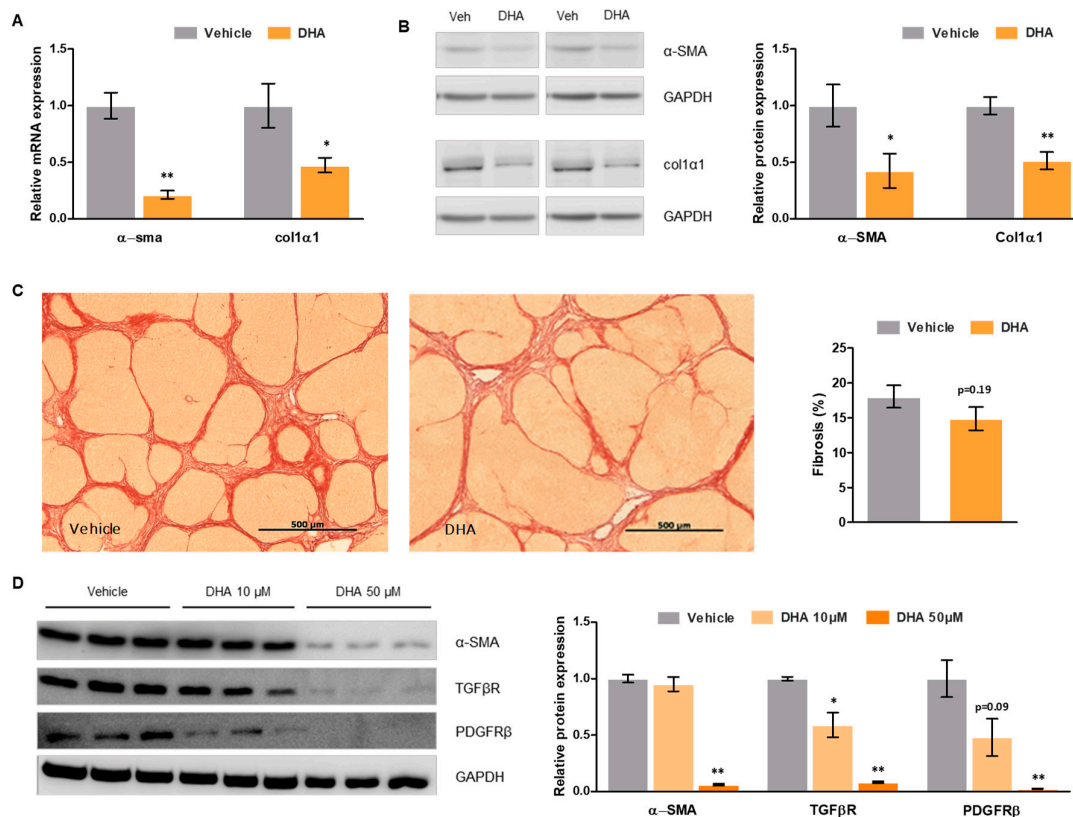 A
Vehicle DHA
Relative mRNA expression
1.5
1.0
0.5
0.0
**
*
α–sma col1α1
B
Veh DHA Veh DHA
α-SMA
GAPDH
col1α1
GAPDH
Vehicle DHA
Relative protein expression
1.5
1.0
0.5
0.0
*
**
α–SMA Col1α1
C
Vehicle
500 µm
DHA
500 µm
Vehicle DHA
Fibrosis (%)
25
20
15
10
5
0
p=0.19
D
Vehicle DHA 10 µM DHA 50 µM
α-SMA
TGFβR
PDGFRβ
GAPDH
Vehicle DHA 10µM DHA 50µM
Relative protein expression
1.5
1.0
0.5
0.0
**
*
**
p=0.09
**
α–SMA TGFβR PDGFRβ